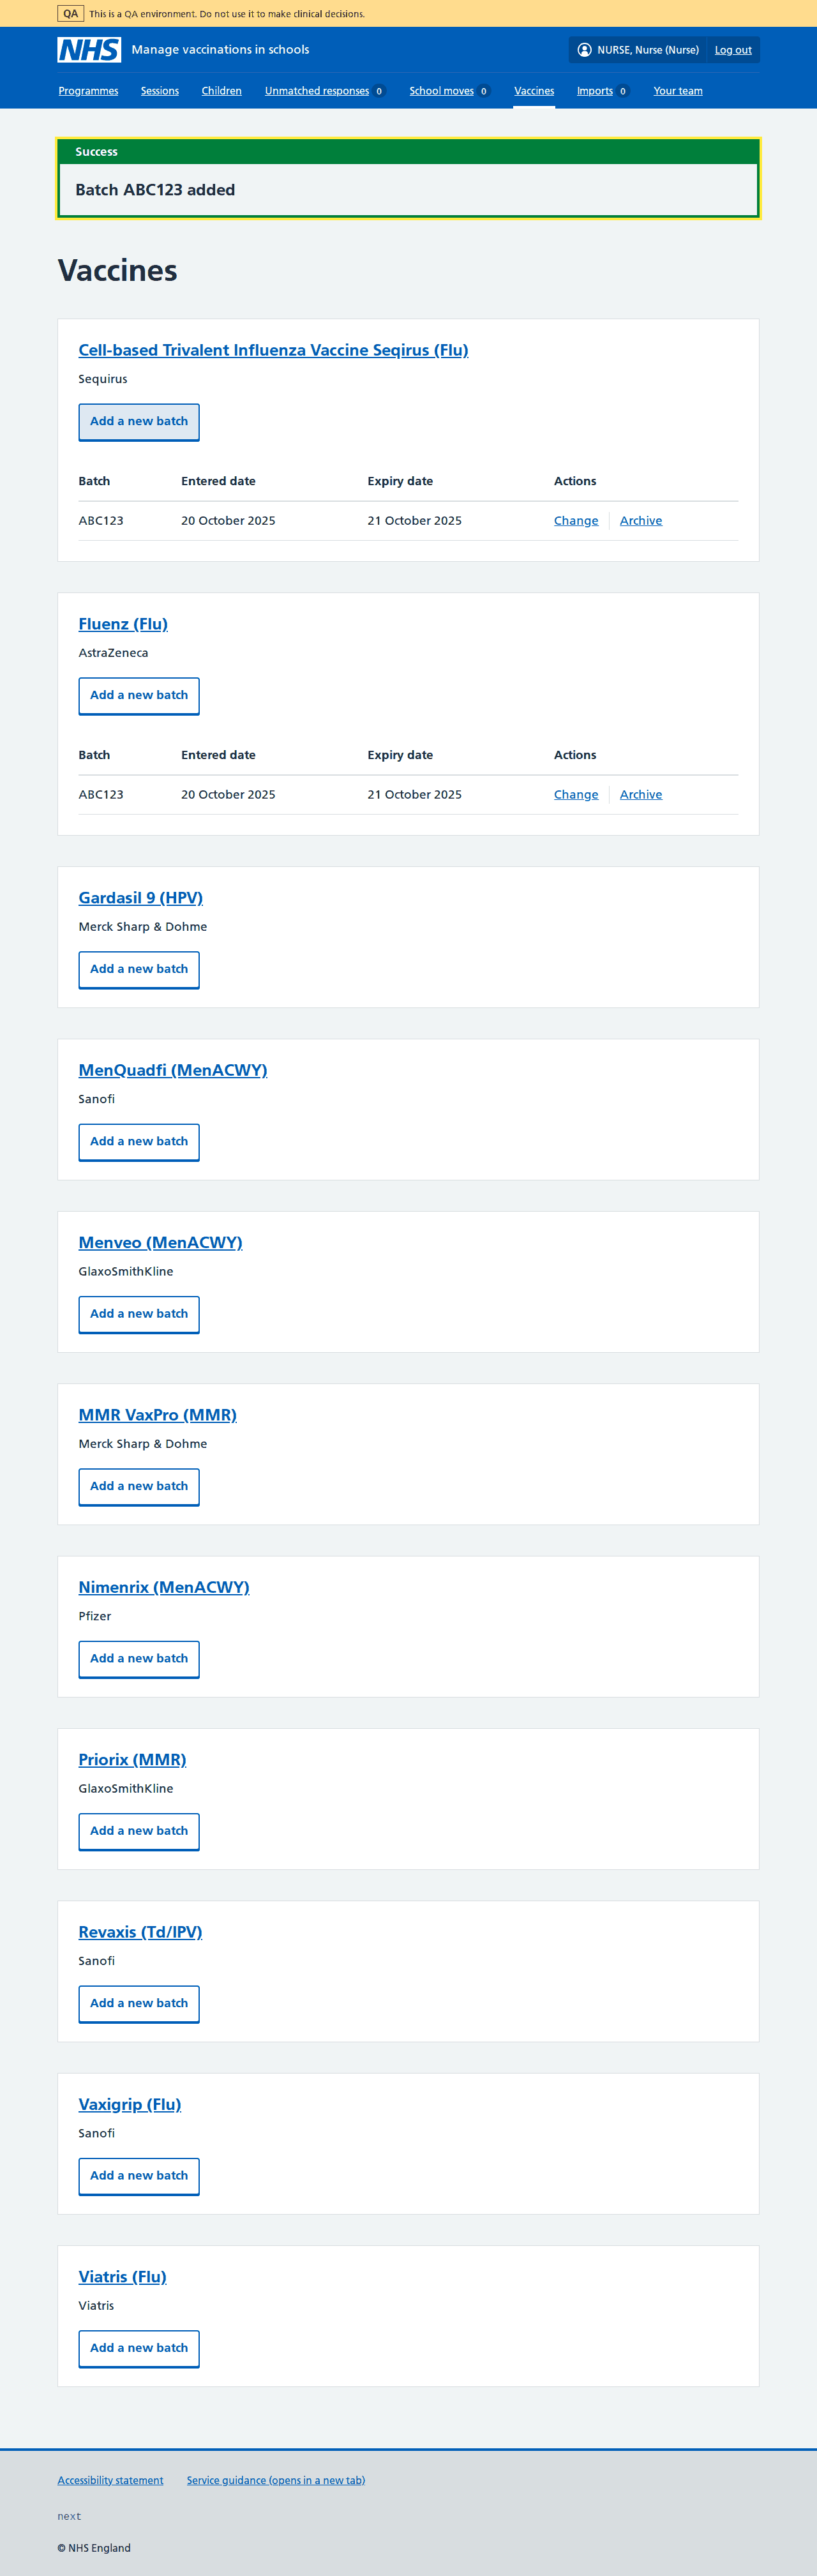 QA This is a QA environment. Do not use it to make clinical decisions.
NHS Manage vaccinations in schools NURSE, Nurse (Nurse) Log out
Programmes Sessions Children Unmatched responses 0 School moves 0 Vaccines Imports 0 Your team
Success
Batch ABC123 added
Vaccines
Cell-based Trivalent Influenza Vaccine Seqirus (Flu)
Sequirus
Add a new batch
Batch Entered date Expiry date Actions
ABC123 20 October 2025 21 October 2025 Change Archive
Fluenz (Flu)
AstraZeneca
Add a new batch
Batch Entered date Expiry date Actions
ABC123 20 October 2025 21 October 2025 Change Archive
Gardasil 9 (HPV)
Merck Sharp & Dohme
Add a new batch
MenQuadfi (MenACWY)
Sanofi
Add a new batch
Menveo (MenACWY)
GlaxoSmithKline
Add a new batch
MMR VaxPro (MMR)
Merck Sharp & Dohme
Add a new batch
Nimenrix (MenACWY)
Pfizer
Add a new batch
Priorix (MMR)
GlaxoSmithKline
Add a new batch
Revaxis (Td/IPV)
Sanofi
Add a new batch
Vaxigrip (Flu)
Sanofi
Add a new batch
Viatris (Flu)
Viatris
Add a new batch
Accessibility statement Service guidance (opens in a new tab)
next
© NHS England